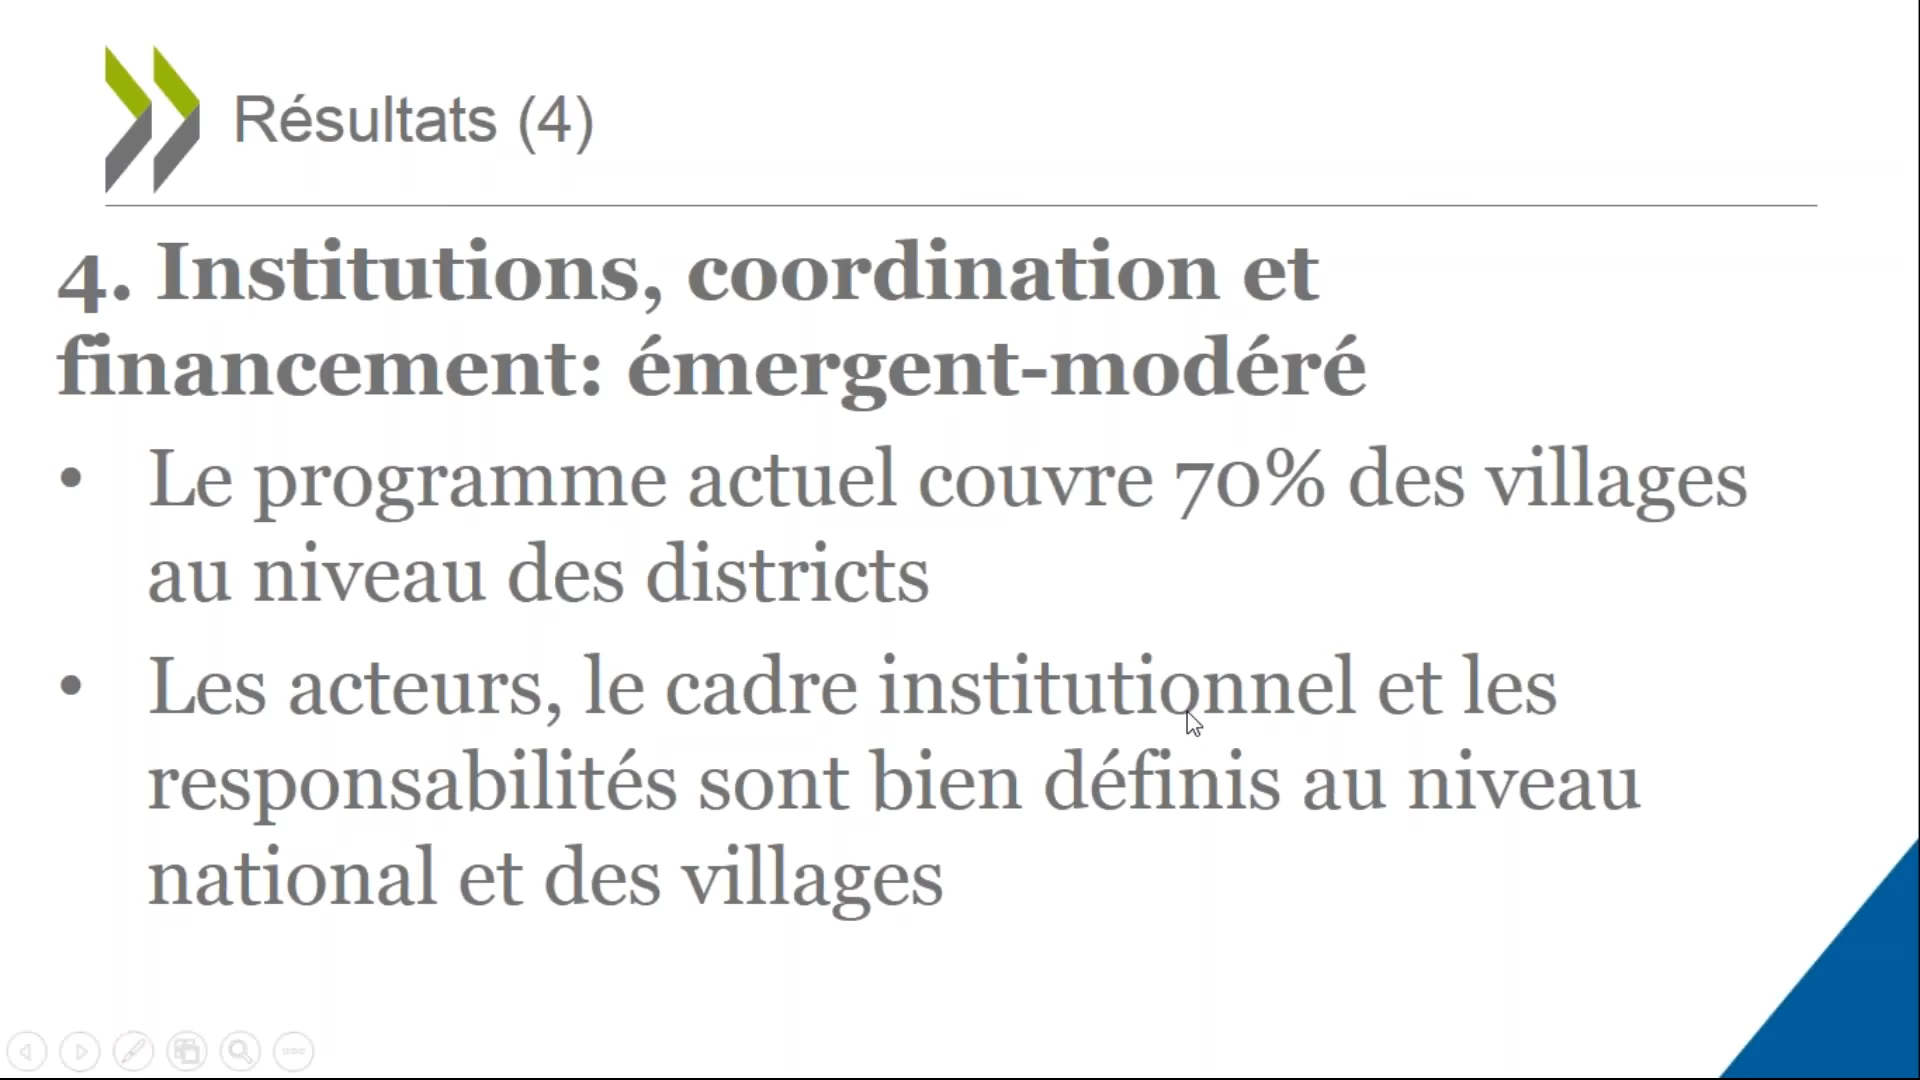 Résultats (4)
4. Institutions, coordination et
financement: émergent-modéré
• Le programme actuel couvre 70% des villages
au niveau des districts
• Les acteurs, le cadre institutionnel et les
responsabilités sont bien définis au niveau
national et des villages